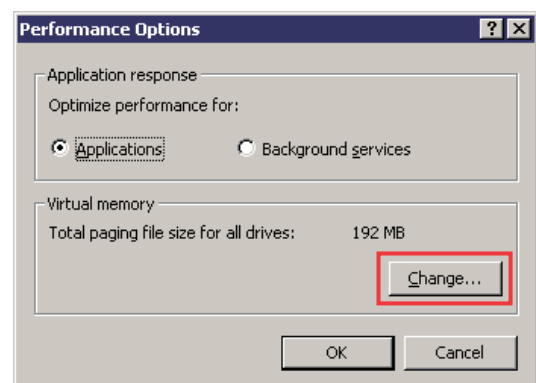 Performance Options
Application response
Optimize performance for:
Applications Background services
Virtual memory
Total paging file size for all drives: 192 MB
Change...
OK Cancel